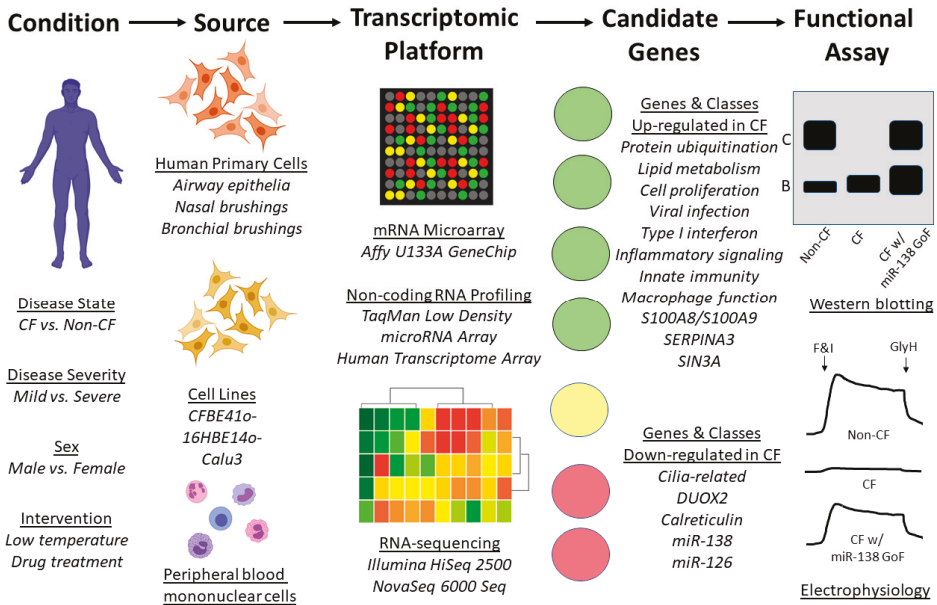 Condition
Source
Transcriptomic
Platform
Candidate
Genes
Functional
Assay
Disease State
CF vs. Non-CF
Disease Severity
Mild vs. Severe
Sex
Male vs. Female
Intervention
Low temperature
Drug treatment
Human Primary Cells
Airway epithelia
Nasal brushings
Bronchial brushings
Cell Lines
CFBE41o-
16HBE14o-
Calu3
Peripheral blood
mononuclear cells
mRNA Microarray
Affy U133A GeneChip
Non-coding RNA Profiling
TaqMan Low Density
microRNA Array
Human Transcriptome Array
RNA-sequencing
Illumina HiSeq 2500
NovaSeq 6000 Seq
Genes & Classes
Up-regulated in CF
Protein ubiquitination
Lipid metabolism
Cell proliferation
Viral infection
Type I interferon
Inflammatory signaling
Innate immunity
Macrophage function
S100A8/S100A9
SERPINA3
SIN3A
Genes & Classes
Down-regulated in CF
Cilia-related
DUOX2
Calreticulin
miR-138
miR-126
C
B
Non-CF
CF
CF w/
miR-138 GoF
Western blotting
F&I
GlyH
Non-CF
CF
CF w/
miR-138 GoF
Electrophysiology